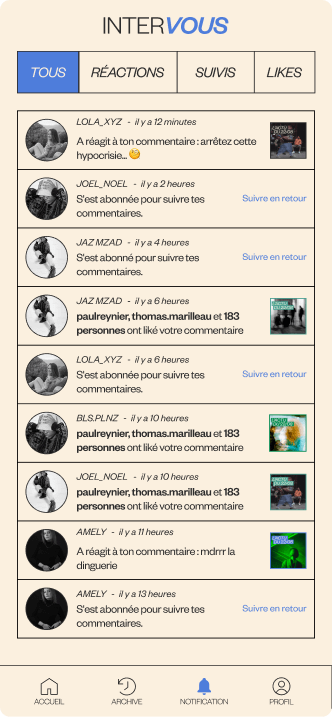 INTERVOUS
TOUS RÉACTIONS SUIVIS LIKES
LOLA_XYZ - il y a 12 minutes
A réagit à ton commentaire : arrêtez cette
hypocrisie... 🧐
JOEL_NOEL - il y a 2 heures
S'est abonnée pour suivre tes
commentaires.
Suivre en retour
JAZ MZAD - il y a 4 heures
S'est abonné pour suivre tes
commentaires.
Suivre en retour
JAZ MZAD - il y a 6 heures
paulreynier, thomas.marilleau et 183
personnes ont liké votre commentaire
LOLA_XYZ - il y a 6 heures
S'est abonnée pour suivre tes
commentaires.
Suivre en retour
BLS.PLNZ - il y a 10 heures
paulreynier, thomas.marilleau et 183
personnes ont liké votre commentaire
JOEL_NOEL - il y a 10 heures
paulreynier, thomas.marilleau et 183
personnes ont liké votre commentaire
AMELY - il y a 11 heures
A réagit à ton commentaire : mdrrr la
dinguerie
AMELY - il y a 13 heures
S'est abonnée pour suivre tes
commentaires.
Suivre en retour
ACCUEIL ARCHIVE NOTIFICATION PROFIL